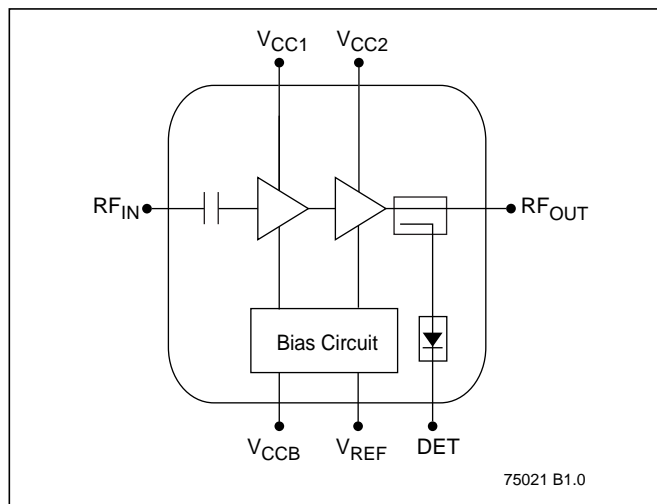 VCC1
VCC2
RFIN
RFOUT
Bias Circuit
VCCB
VREF
DET
75021 B1.0